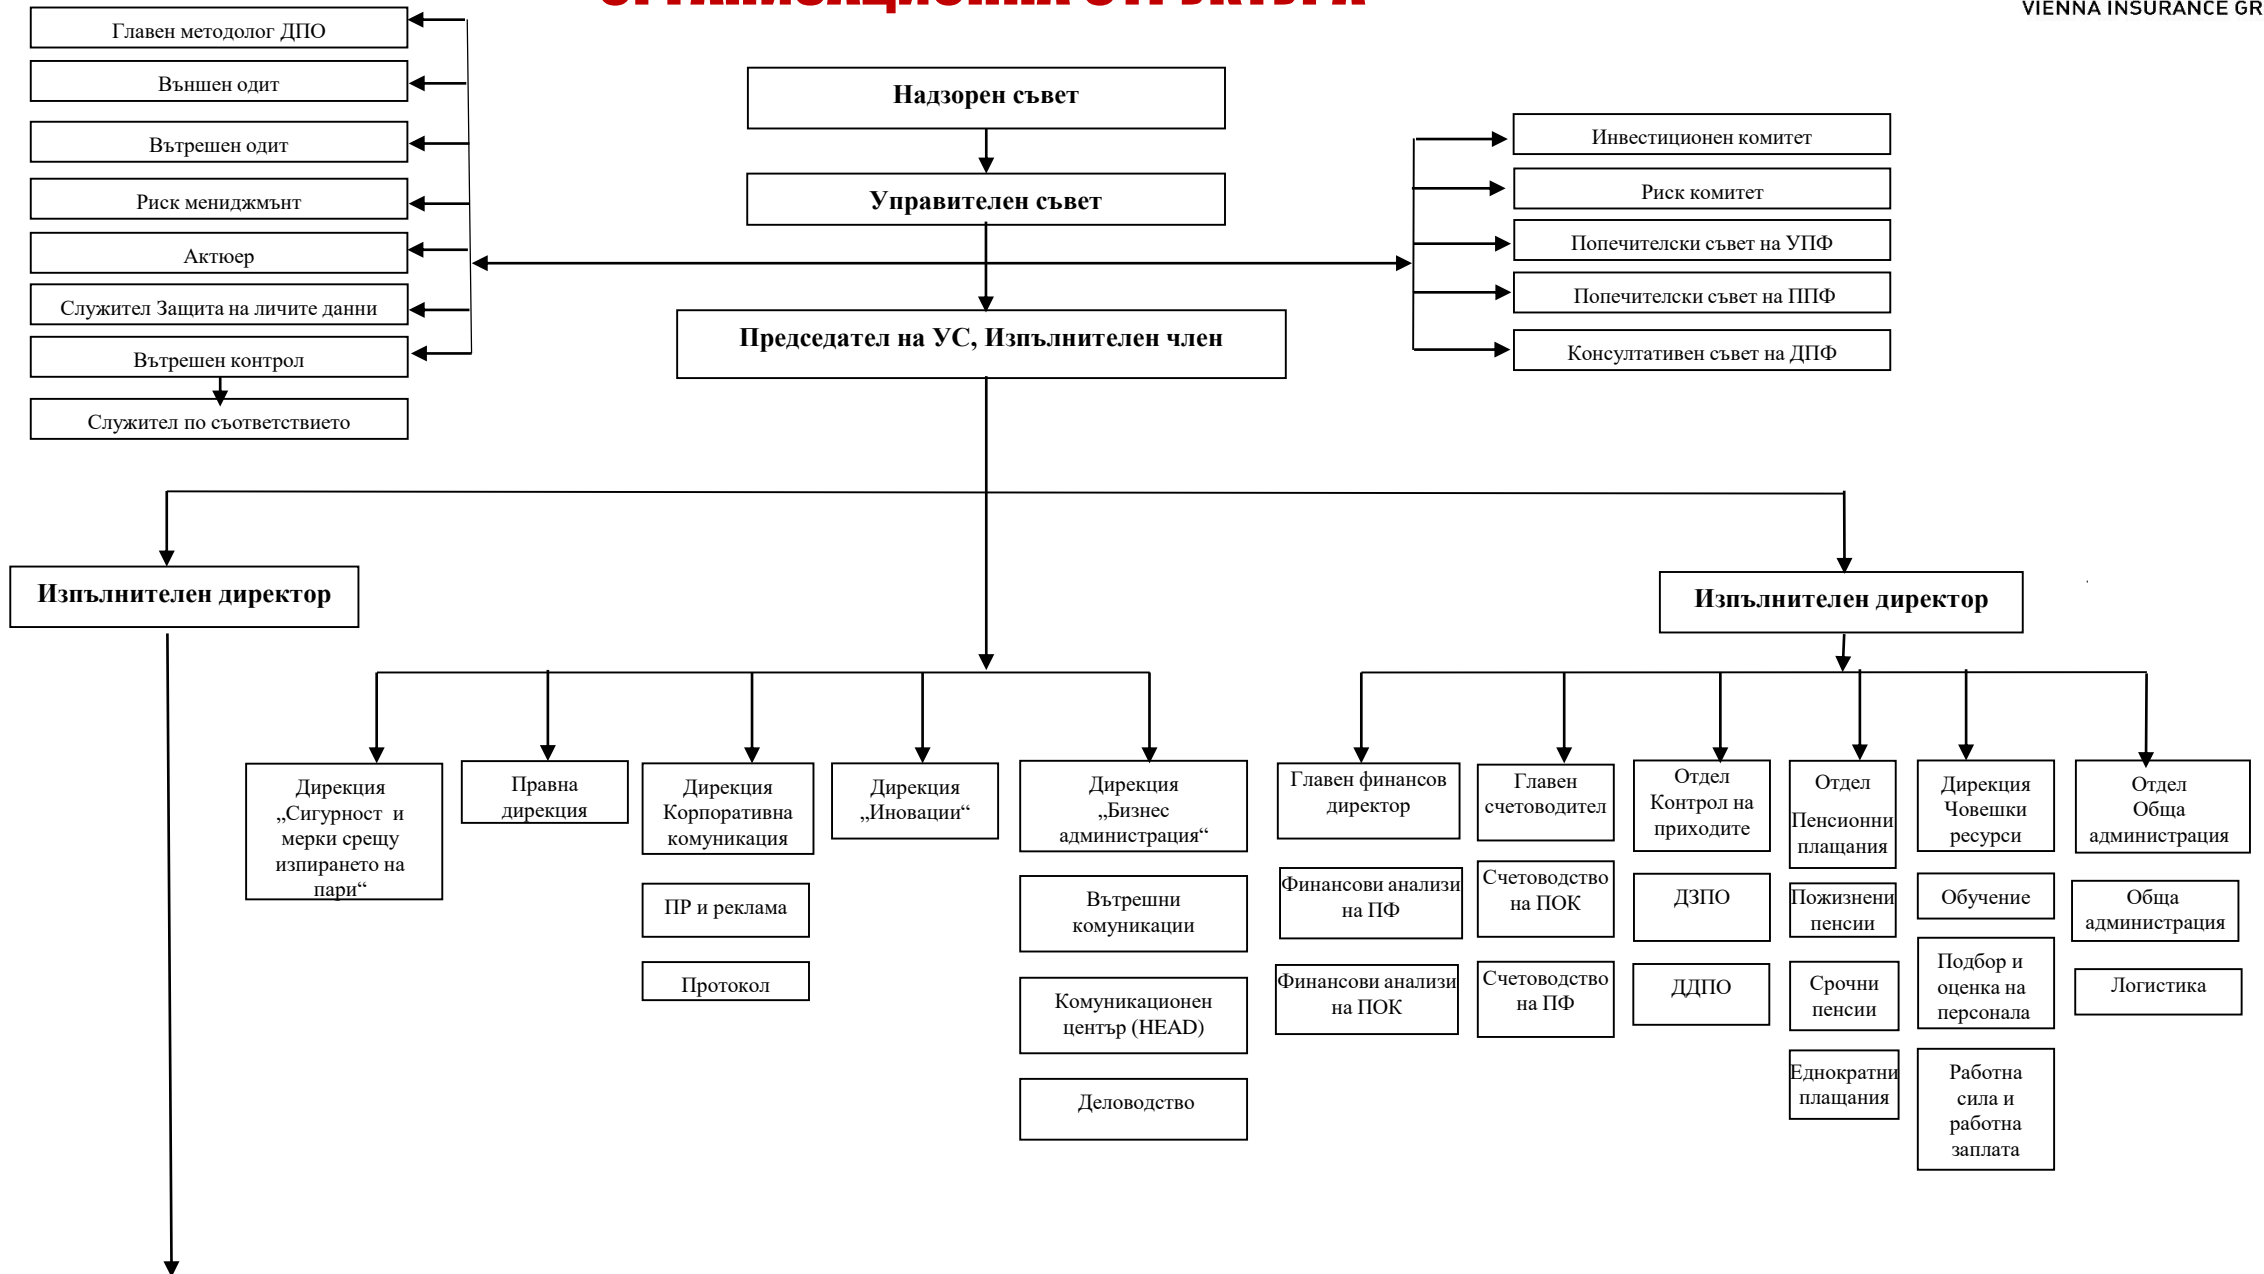 ОРГАНИЗАЦИОННА СТРУКТУРА
VIENNA INSURANCE GR
Главен методолог ДПО
Външен одит
Вътрешен одит
Риск мениджмънт
Актюер
Служител Защита на личите данни
Вътрешен контрол
Служител по съответствието
Надзорен съвет
Управителен съвет
Председател на УС, Изпълнителен член
Инвестиционен комитет
Риск комитет
Попечителски съвет на УПФ
Попечителски съвет на ППФ
Консултативен съвет на ДПФ
Изпълнителен директор
Изпълнителен директор
Дирекция
„Сигурност и
мерки срещу
изпирането на
пари“
Правна
дирекция
Дирекция
Корпоративна
комуникация
ПР и реклама
Протокол
Дирекция
„Иновации“
Дирекция
„Бизнес
администрация“
Вътрешни
комуникации
Комуникационен
център (HEAD)
Деловодство
Главен финансов
директор
Финансови анализи
на ПФ
Финансови анализи
на ПОК
Главен
счетоводител
Счетоводство
на ПОК
Счетоводство
на ПФ
Отдел
Контрол на
приходите
ДЗПО
ДДПО
Отдел
Пенсионни
плащания
Пожизнени
пенсии
Срочни
пенсии
Еднократни
плащания
Дирекция
Човешки
ресурси
Обучение
Подбор и
оценка на
персонала
Работна
сила и
работна
заплата
Отдел
Обща
администрация
Обща
администрация
Логистика